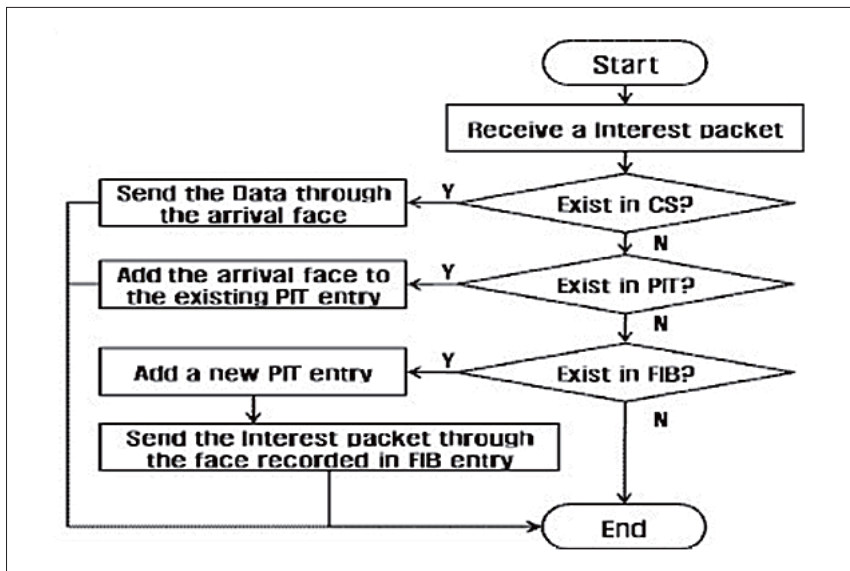 Start
Receive a Interest packet
Send the Data through
the arrival face
Y
Exist in CS?
N
Add the arrival face to
the existing PIT entry
Y
Exist in PIT?
N
Add a new PIT entry
Y
Exist in FIB?
N
Send the Interest packet through
the face recorded in FIB entry
End